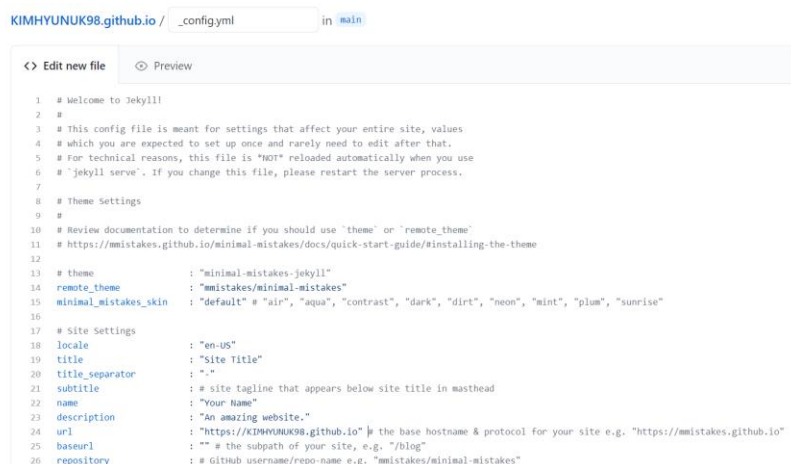 KIMHYUNUK98.github.io / _config.yml in main
<> Edit new file Preview
1 # Welcome to Jekyll!
2 #
3 # This config file is meant for settings that affect your entire site, values
4 # which you are expected to set up once and rarely need to edit after that.
5 # For technical reasons, this file is *NOT* reloaded automatically when you use
6 # `jekyll serve`. If you change this file, please restart the server process.
7
8 # Theme Settings
9 #
10 # Review documentation to determine if you should use `theme` or `remote_theme`
11 # https://mmistakes.github.io/minimal-mistakes/docs/quick-start-guide/#installing-the-theme
12
13 # theme : "minimal-mistakes-jekyll"
14 remote_theme : "mmistakes/minimal-mistakes"
15 minimal_mistakes_skin : "default" # "air", "aqua", "contrast", "dark", "dirt", "neon", "mint", "plum", "sunrise"
16
17 # Site Settings
18 locale : "en-US"
19 title : "Site Title"
20 title_separator : "-"
21 subtitle : # site tagline that appears below site title in masthead
22 name : "Your Name"
23 description : "An amazing website."
24 url : "https://KIMHYUNUK98.github.io" # the base hostname & protocol for your site e.g. "https://mmistakes.github.io"
25 baseurl : "" # the subpath of your site, e.g. "/blog"
26 repository : # GitHub username/repo-name e.g. "mmistakes/minimal-mistakes"